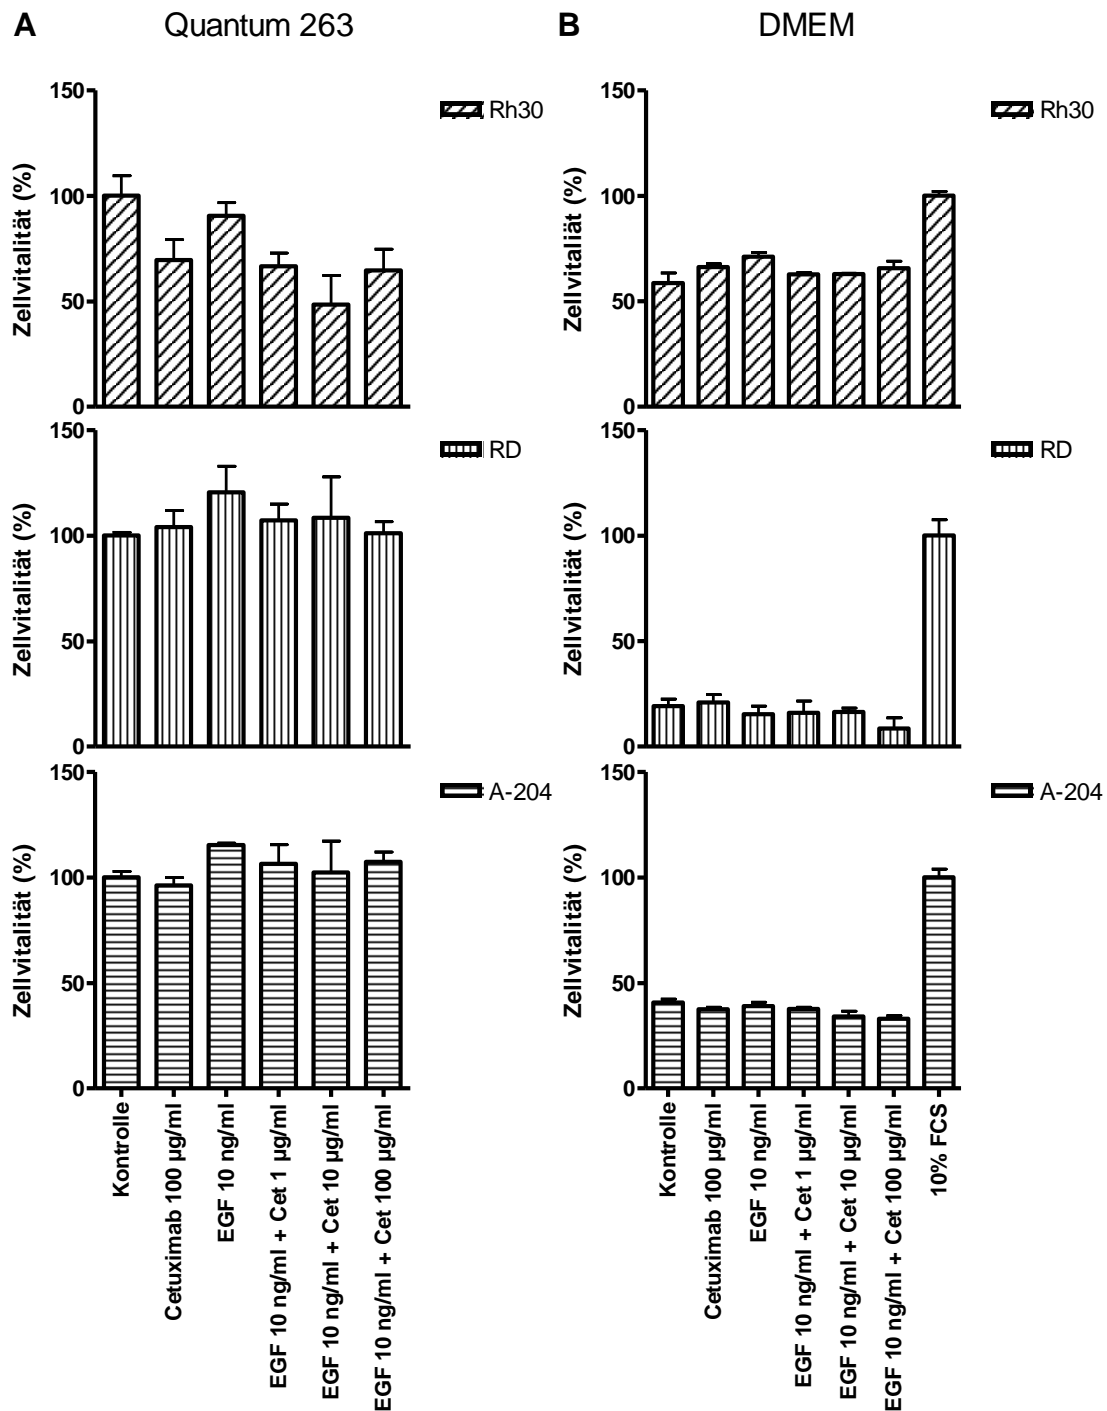 A
Quantum 263
150
100
50
0
Zellvitalität (%)
Rh30
150
100
50
0
Zellvitalität (%)
RD
150
100
50
0
Zellvitalität (%)
A-204
Kontrolle
Cetuximab 100 µg/ml
EGF 10 ng/ml
EGF 10 ng/ml + Cet 1 µg/ml
EGF 10 ng/ml + Cet 10 µg/ml
EGF 10 ng/ml + Cet 100 µg/ml
B
DMEM
150
100
50
0
Zellvitaliät (%)
Rh30
150
100
50
0
Zellvitalität (%)
RD
150
100
50
0
Zellvitalität (%)
A-204
Kontrolle
Cetuximab 100 µg/ml
EGF 10 ng/ml
EGF 10 ng/ml + Cet 1 µg/ml
EGF 10 ng/ml + Cet 10 µg/ml
EGF 10 ng/ml + Cet 100 µg/ml
10% FCS